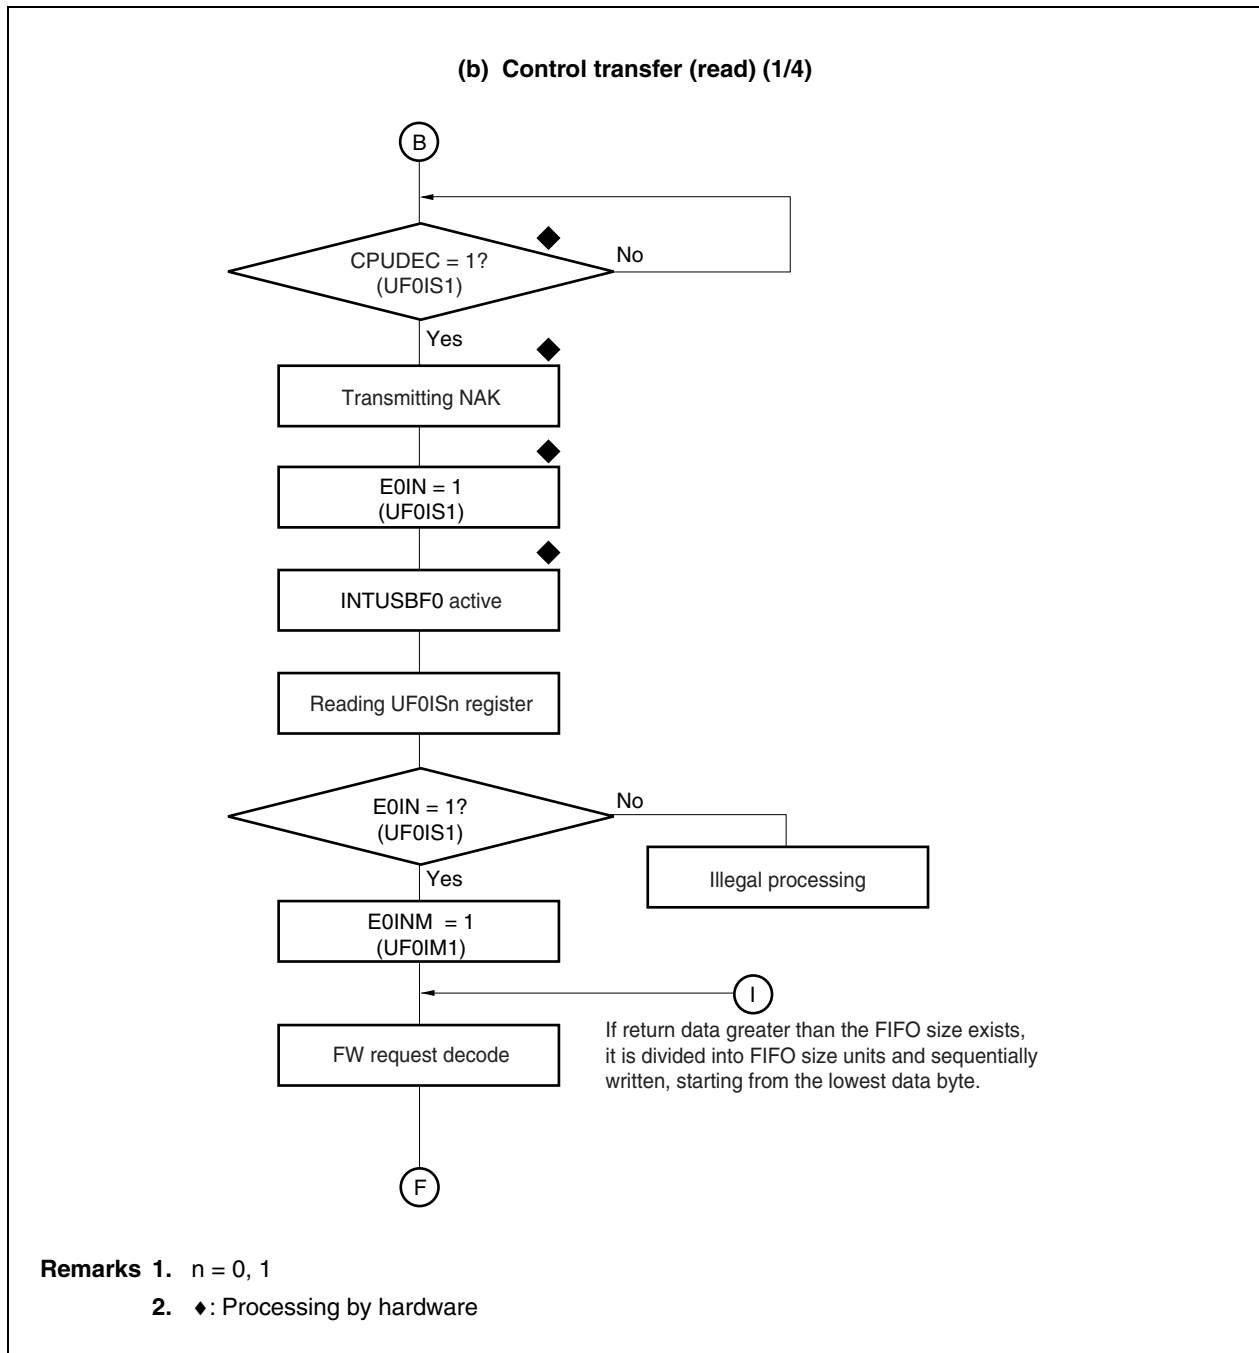 (b) Control transfer (read) (1/4)
B
CPUDEC = 1?
(UF0IS1)
No
Yes
Transmitting NAK
E0IN = 1
(UF0IS1)
INTUSBF0 active
Reading UF0ISn register
E0IN = 1?
(UF0IS1)
No
Illegal processing
Yes
E0INM = 1
(UF0IM1)
I
If return data greater than the FIFO size exists,
it is divided into FIFO size units and sequentially
written, starting from the lowest data byte.
FW request decode
F
Remarks 1. n = 0, 1
2. ♦: Processing by hardware